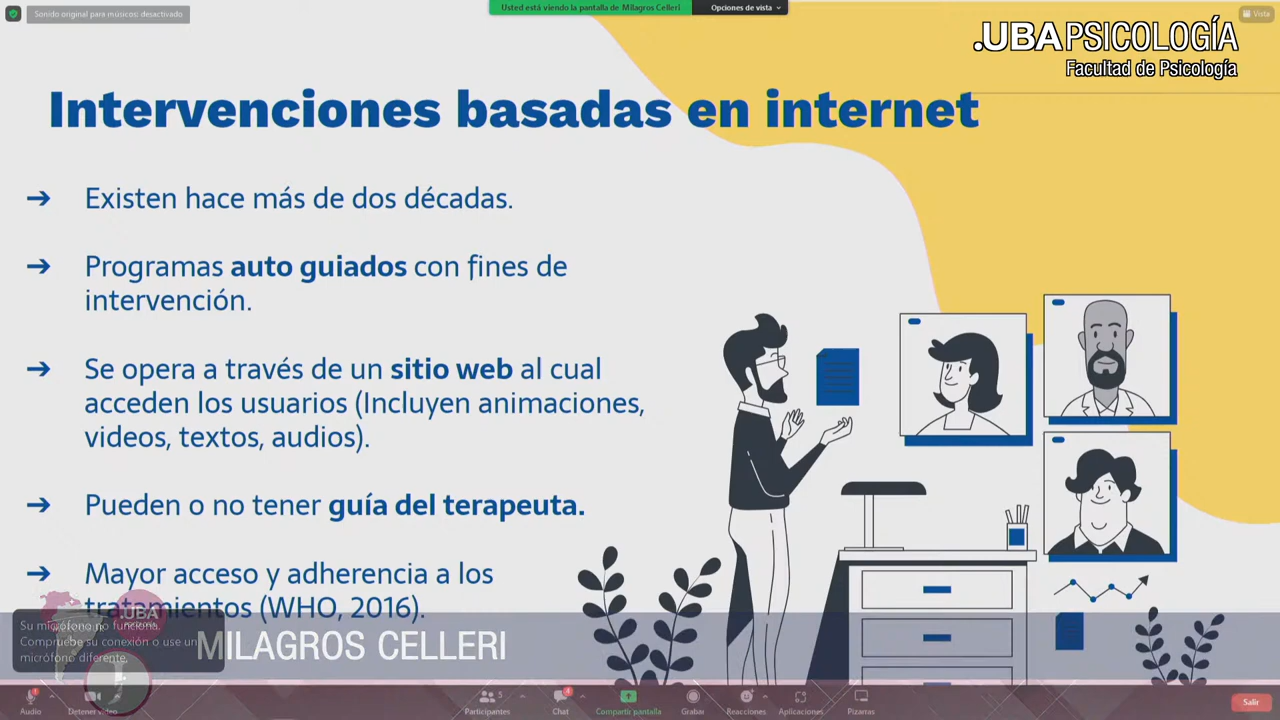 Sonido original para músicos: desactivado
Usted está viendo la pantalla de Milagros Celleri
Opciones de vista
Vista
.UBAPSICOLOGÍA
Facultad de Psicología
Intervenciones basadas en internet
→ Existen hace más de dos décadas.
→ Programas auto guiados con fines de
intervención.
→ Se opera a través de un sitio web al cual
acceden los usuarios (Incluyen animaciones,
videos, textos, audios).
→ Pueden o no tener guía del terapeuta.
→ Mayor acceso y adherencia a los
tratamientos (WHO, 2016).
.UBA
Su micrófono no funciona.
Compruebe su conexión o use un
micrófono diferente.
MILAGROS CELLERI
Audio
Detener video
Participantes
5
Chat
4
Compartir pantalla
Grabar
Reacciones
Aplicaciones
Pizarras
Salir